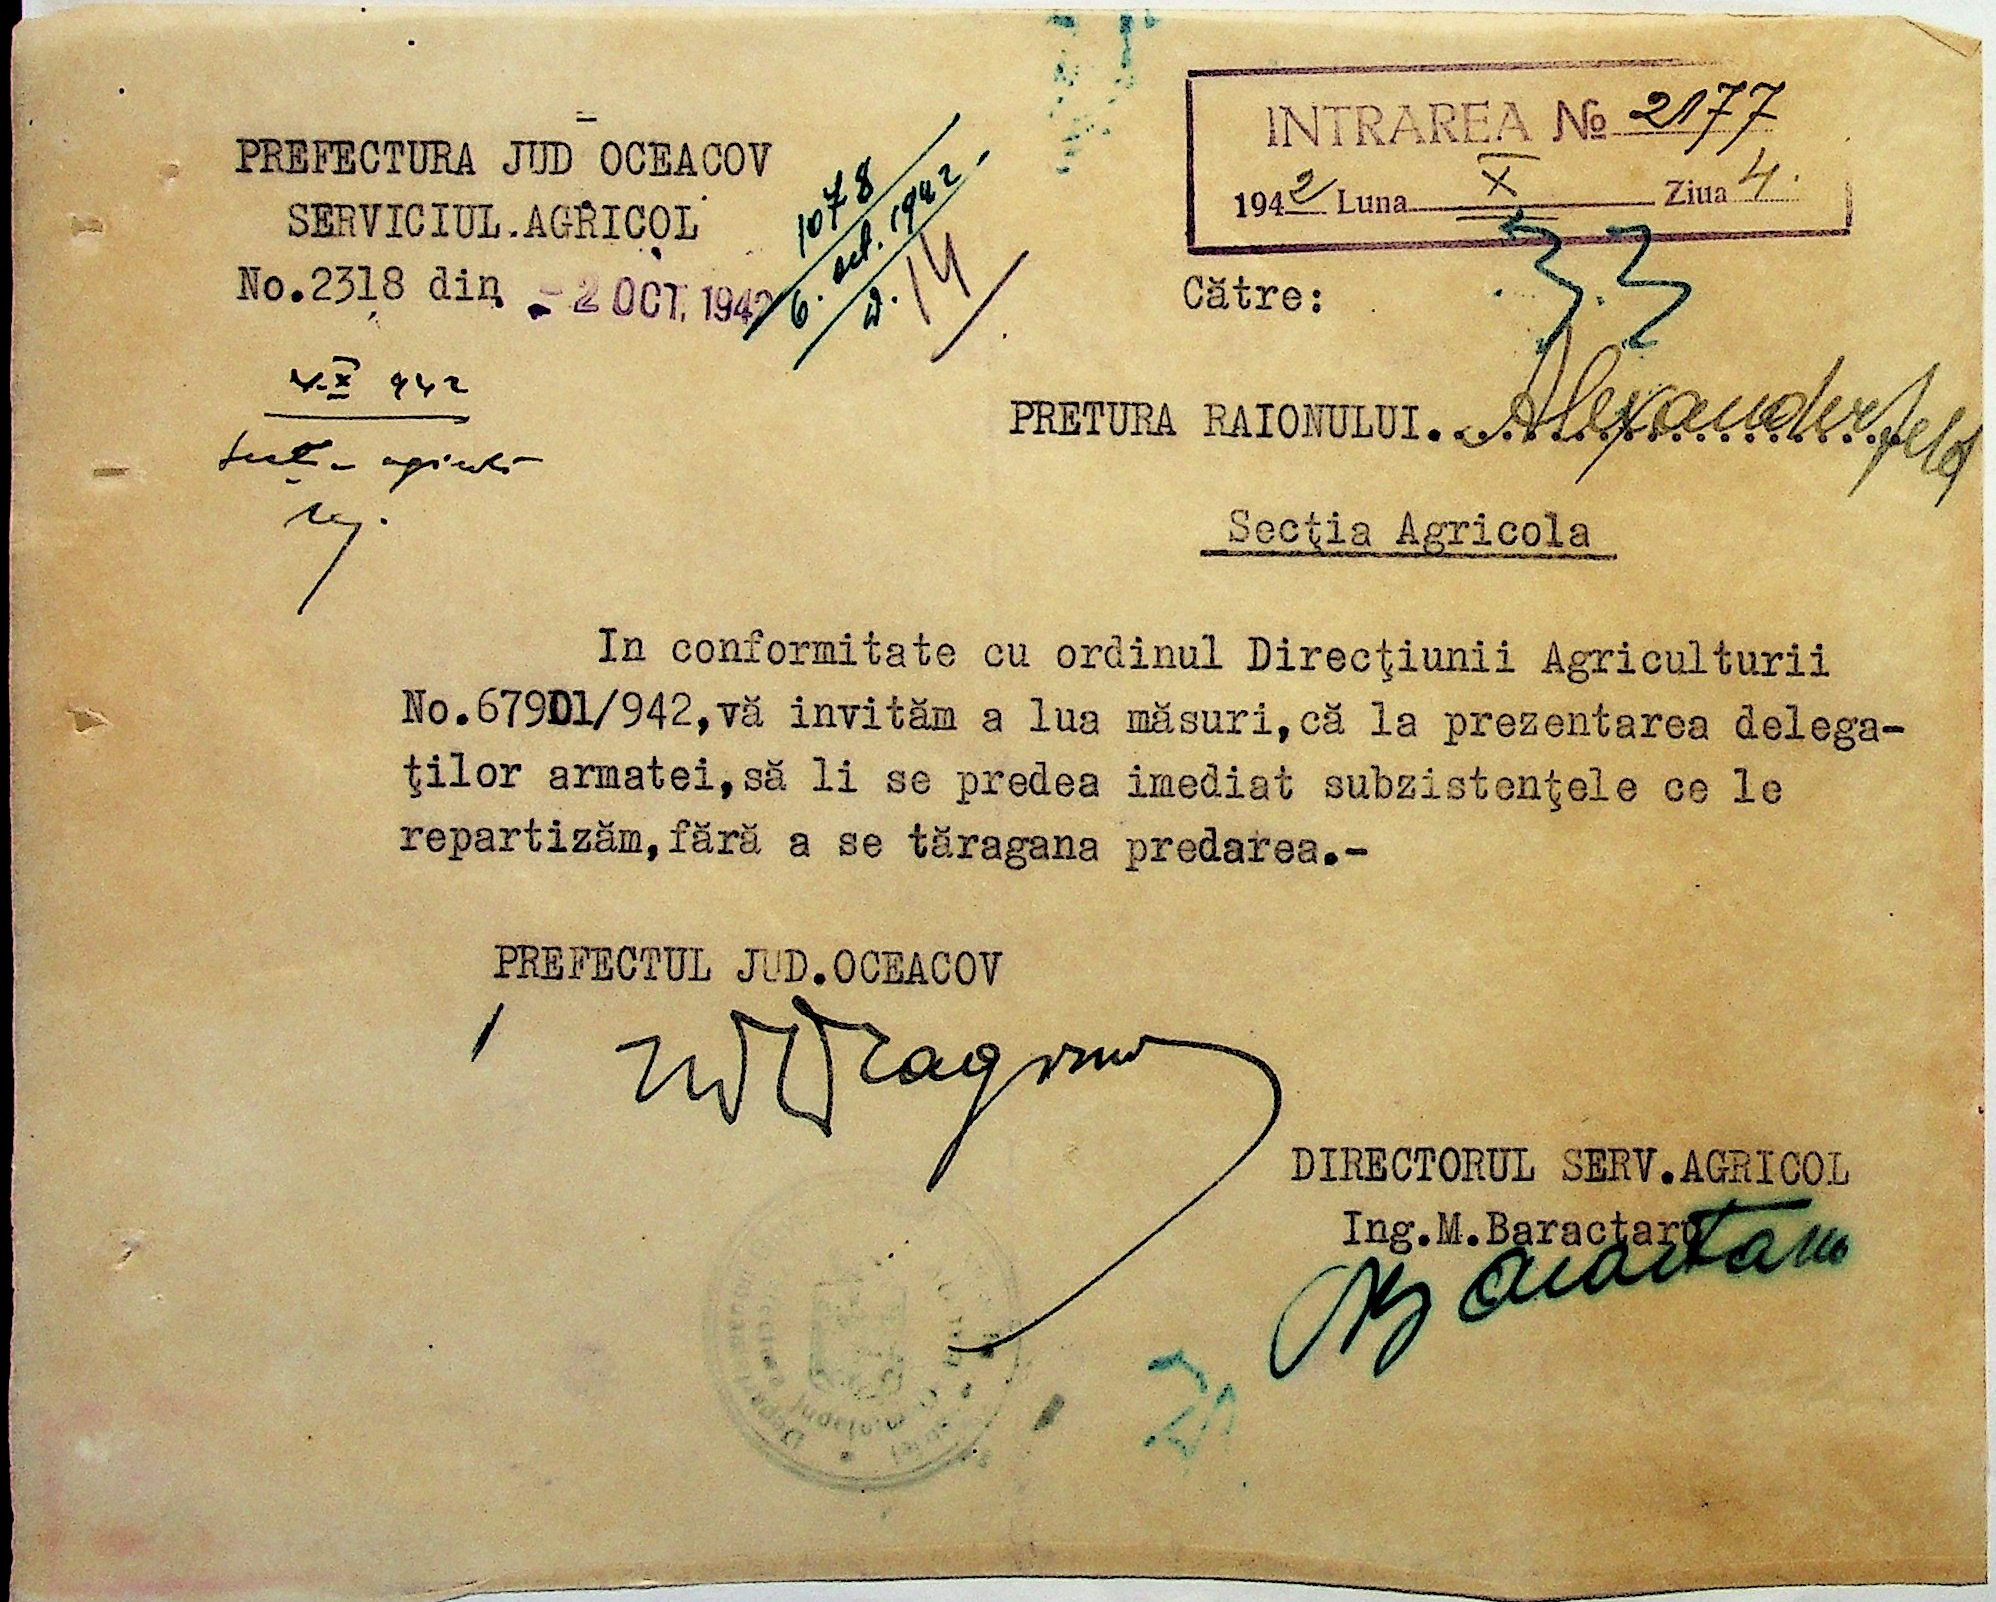 PREFECTURA JUD OCEACOV
SERVICIUL.AGRICOL
No.2318 din - 2 OCT. 1942
1078
6. oct. 1942
14
INTRAREA № 2177
1942 Luna X Ziua 4.
Către:
PRETURA RAIONULUI. Alexanderfeld
Secţia Agricola
4.X 942
In conformitate cu ordinul Direcţiunii Agriculturii
No.67901/942,vă invităm a lua măsuri,că la prezentarea delega-
ţilor armatei,să li se predea imediat subzistenţele ce le
repartizăm,fără a se tăragana predarea.-
PREFECTUL JUD.OCEACOV
DIRECTORUL SERV.AGRICOL
Ing.M.Baractaru